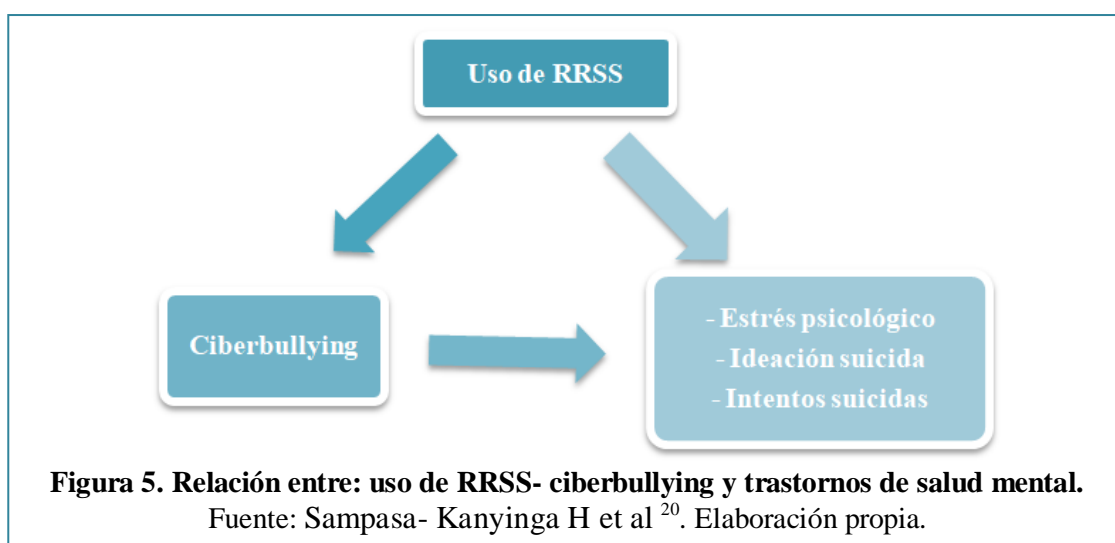 Uso de RRSS
Ciberbullying
- Estrés psicológico
- Ideación suicida
- Intentos suicidas
Figura 5. Relación entre: uso de RRSS- ciberbullying y trastornos de salud mental.
Fuente: Sampasa- Kanyinga H et al 20. Elaboración propia.